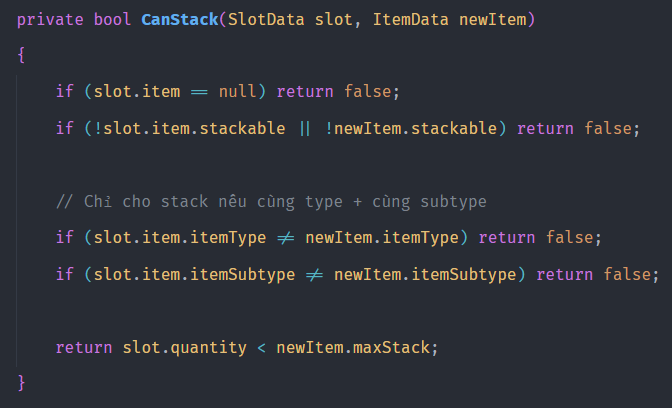 private bool CanStack(SlotData slot, ItemData newItem)
{
if (slot.item == null) return false;
if (!slot.item.stackable || !newItem.stackable) return false;
// Chỉ cho stack nếu cùng type + cùng subtype
if (slot.item.itemType != newItem.itemType) return false;
if (slot.item.itemSubtype != newItem.itemSubtype) return false;
return slot.quantity < newItem.maxStack;
}